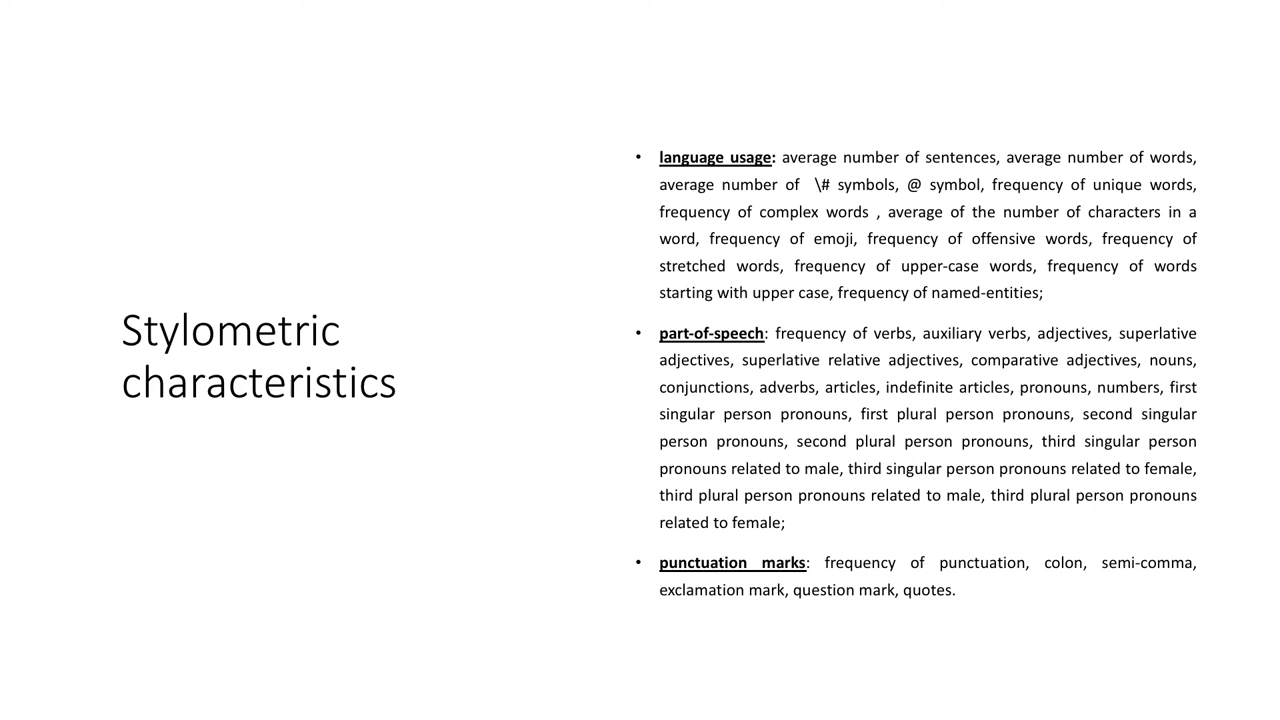 Stylometric
characteristics
• language usage: average number of sentences, average number of words,
average number of \# symbols, @ symbol, frequency of unique words,
frequency of complex words , average of the number of characters in a
word, frequency of emoji, frequency of offensive words, frequency of
stretched words, frequency of upper-case words, frequency of words
starting with upper case, frequency of named-entities;
• part-of-speech: frequency of verbs, auxiliary verbs, adjectives, superlative
adjectives, superlative relative adjectives, comparative adjectives, nouns,
conjunctions, adverbs, articles, indefinite articles, pronouns, numbers, first
singular person pronouns, first plural person pronouns, second singular
person pronouns, second plural person pronouns, third singular person
pronouns related to male, third singular person pronouns related to female,
third plural person pronouns related to male, third plural person pronouns
related to female;
• punctuation marks: frequency of punctuation, colon, semi-comma,
exclamation mark, question mark, quotes.